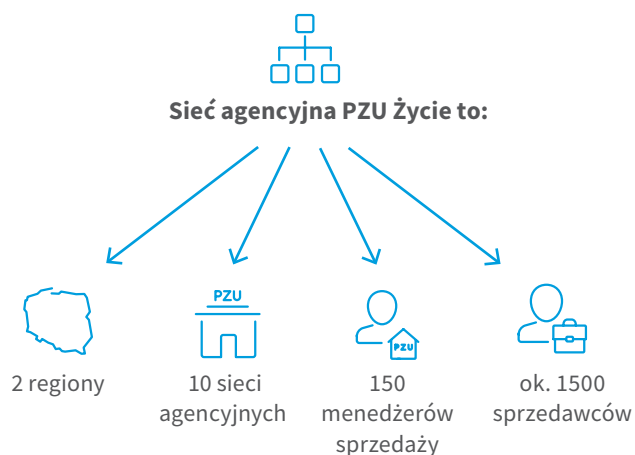 Sieć agencyjna PZU Życie to:
PZU
PZU
2 regiony
10 sieci
agencyjnych
150
menedżerów
sprzedaży
ok. 1500
sprzedawców